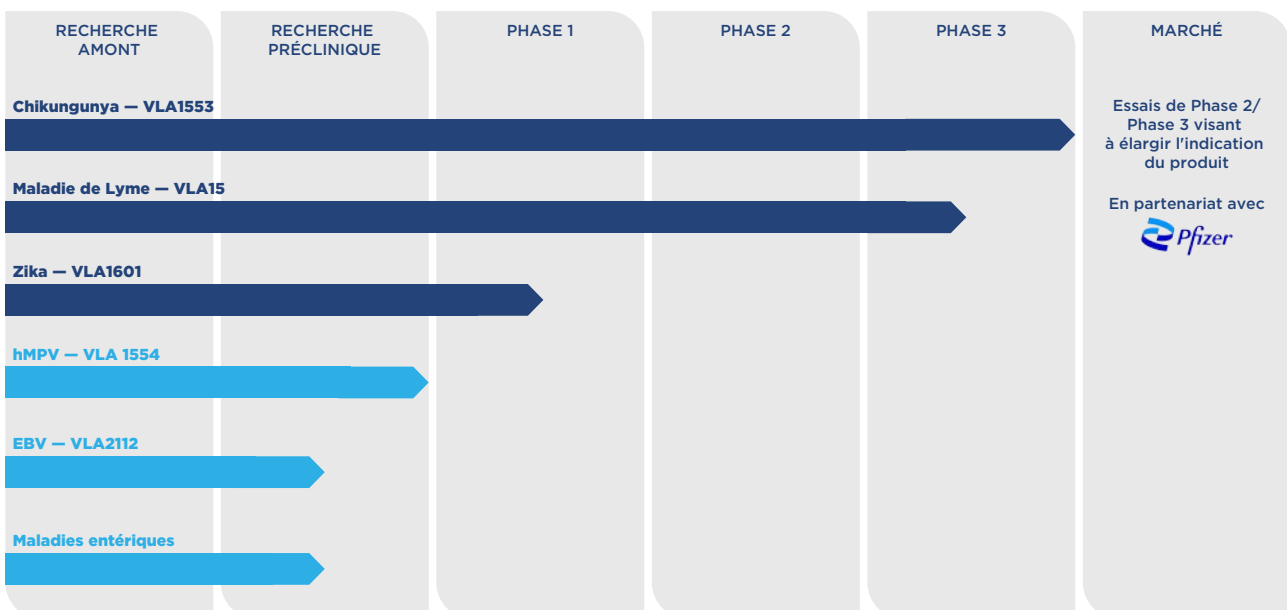 RECHERCHE
AMONT
RECHERCHE
PRÉCLINIQUE
PHASE 1
PHASE 2
PHASE 3
MARCHÉ
Chikungunya — VLA1553
Essais de Phase 2/
Phase 3 visant
à élargir l'indication
du produit
Maladie de Lyme — VLA15
En partenariat avec
Pfizer
Zika — VLA1601
hMPV — VLA 1554
EBV — VLA2112
Maladies entériques